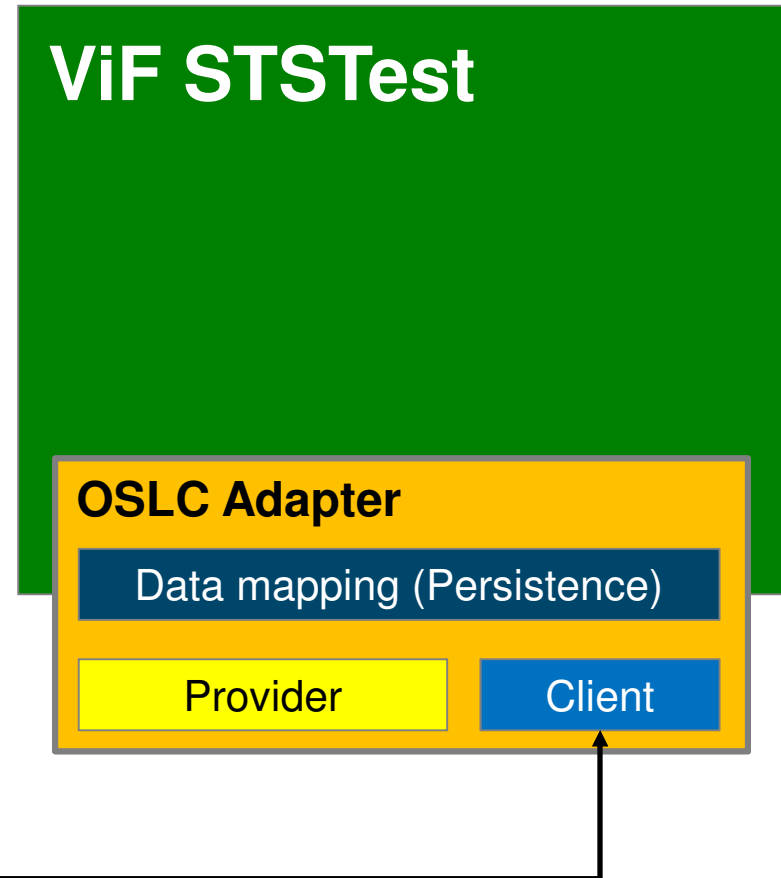 ViF STSTest
OSLC Adapter
Data mapping (Persistence)
Provider
Client